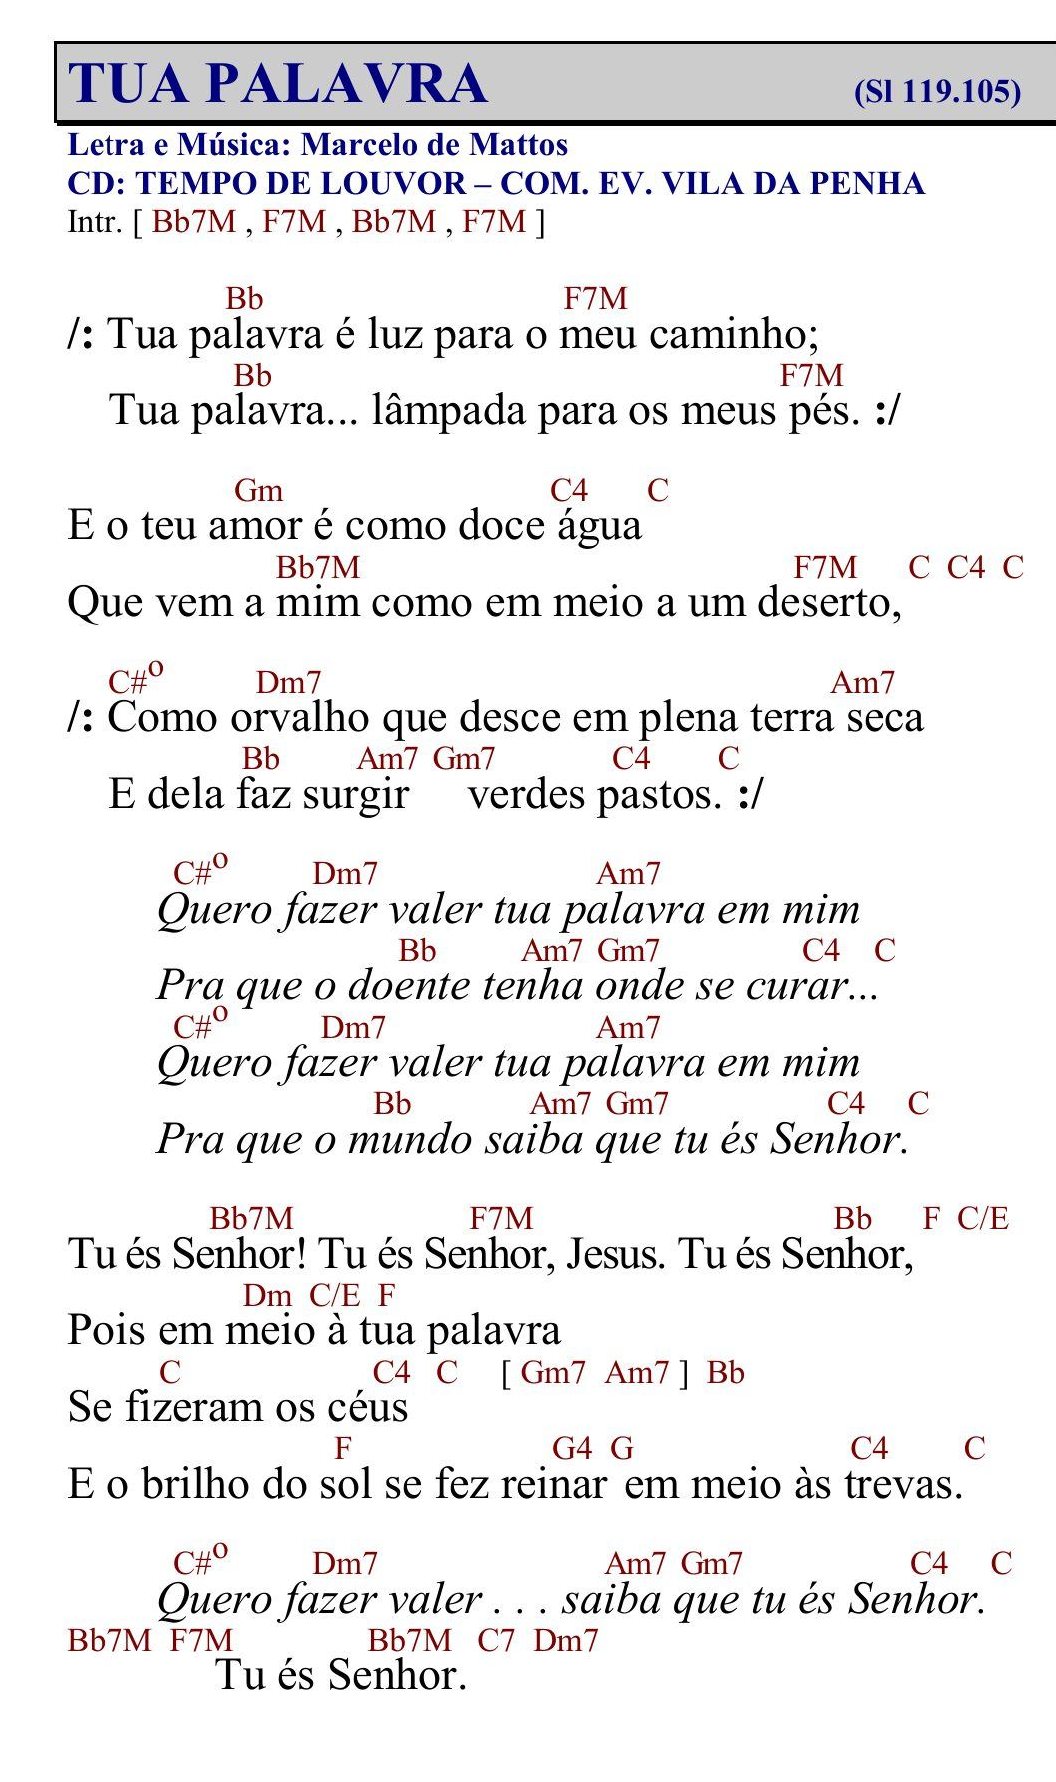 TUA PALAVRA (Sl 119.105)
Letra e Música: Marcelo de Mattos
CD: TEMPO DE LOUVOR – COM. EV. VILA DA PENHA
Intr. [ Bb7M , F7M , Bb7M , F7M ]
Bb F7M
/: Tua palavra é luz para o meu caminho;
Bb F7M
Tua palavra... lâmpada para os meus pés. :/
Gm C4 C
E o teu amor é como doce água
Bb7M F7M C C4 C
Que vem a mim como em meio a um deserto,
C#º Dm7 Am7
/: Como orvalho que desce em plena terra seca
Bb Am7 Gm7 C4 C
E dela faz surgir verdes pastos. :/
C#º Dm7 Am7
Quero fazer valer tua palavra em mim
Bb Am7 Gm7 C4 C
Pra que o doente tenha onde se curar...
C#º Dm7 Am7
Quero fazer valer tua palavra em mim
Bb Am7 Gm7 C4 C
Pra que o mundo saiba que tu és Senhor.
Bb7M F7M Bb F C/E
Tu és Senhor! Tu és Senhor, Jesus. Tu és Senhor,
Dm C/E F
Pois em meio à tua palavra
C C4 C [ Gm7 Am7 ] Bb
Se fizeram os céus
F G4 G C4 C
E o brilho do sol se fez reinar em meio às trevas.
C#º Dm7 Am7 Gm7 C4 C
Quero fazer valer . . . saiba que tu és Senhor.
Bb7M F7M Bb7M C7 Dm7
Tu és Senhor.